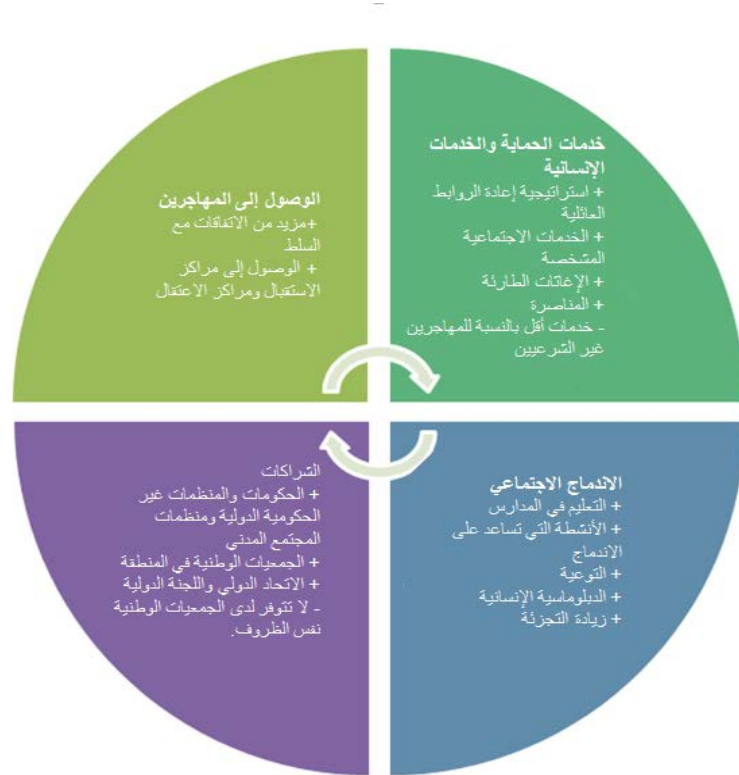 خدمات الحماية والخدمات
الإنسانية
+ استراتيجية إعادة الروابط
العائلية
+ الخدمات الاجتماعية
المشخصة
+ الإغاثات الطارئة
+ المناصرة
- خدمات أقل بالنسبة للمهاجرين
غير الشرعيين
الوصول إلى المهاجرين
+مزيد من الاتفاقات مع
السلط
+ الوصول إلى مراكز
الاستقبال ومراكز الاعتقال
الاندماج الاجتماعي
+ التعليم في المدارس
+ الأنشطة التي تساعد على
الاندماج
+ التوعية
+ الدبلوماسية الإنسانية
+ زيادة التجزئة
الشراكات
+ الحكومات والمنظمات غير
الحكومية الدولية ومنظمات
المجتمع المدني
+ الجمعيات الوطنية في المنطقة
+ الاتحاد الدولي واللجنة الدولية
- لا تتوفر لدى الجمعيات الوطنية
نفس الظروف.